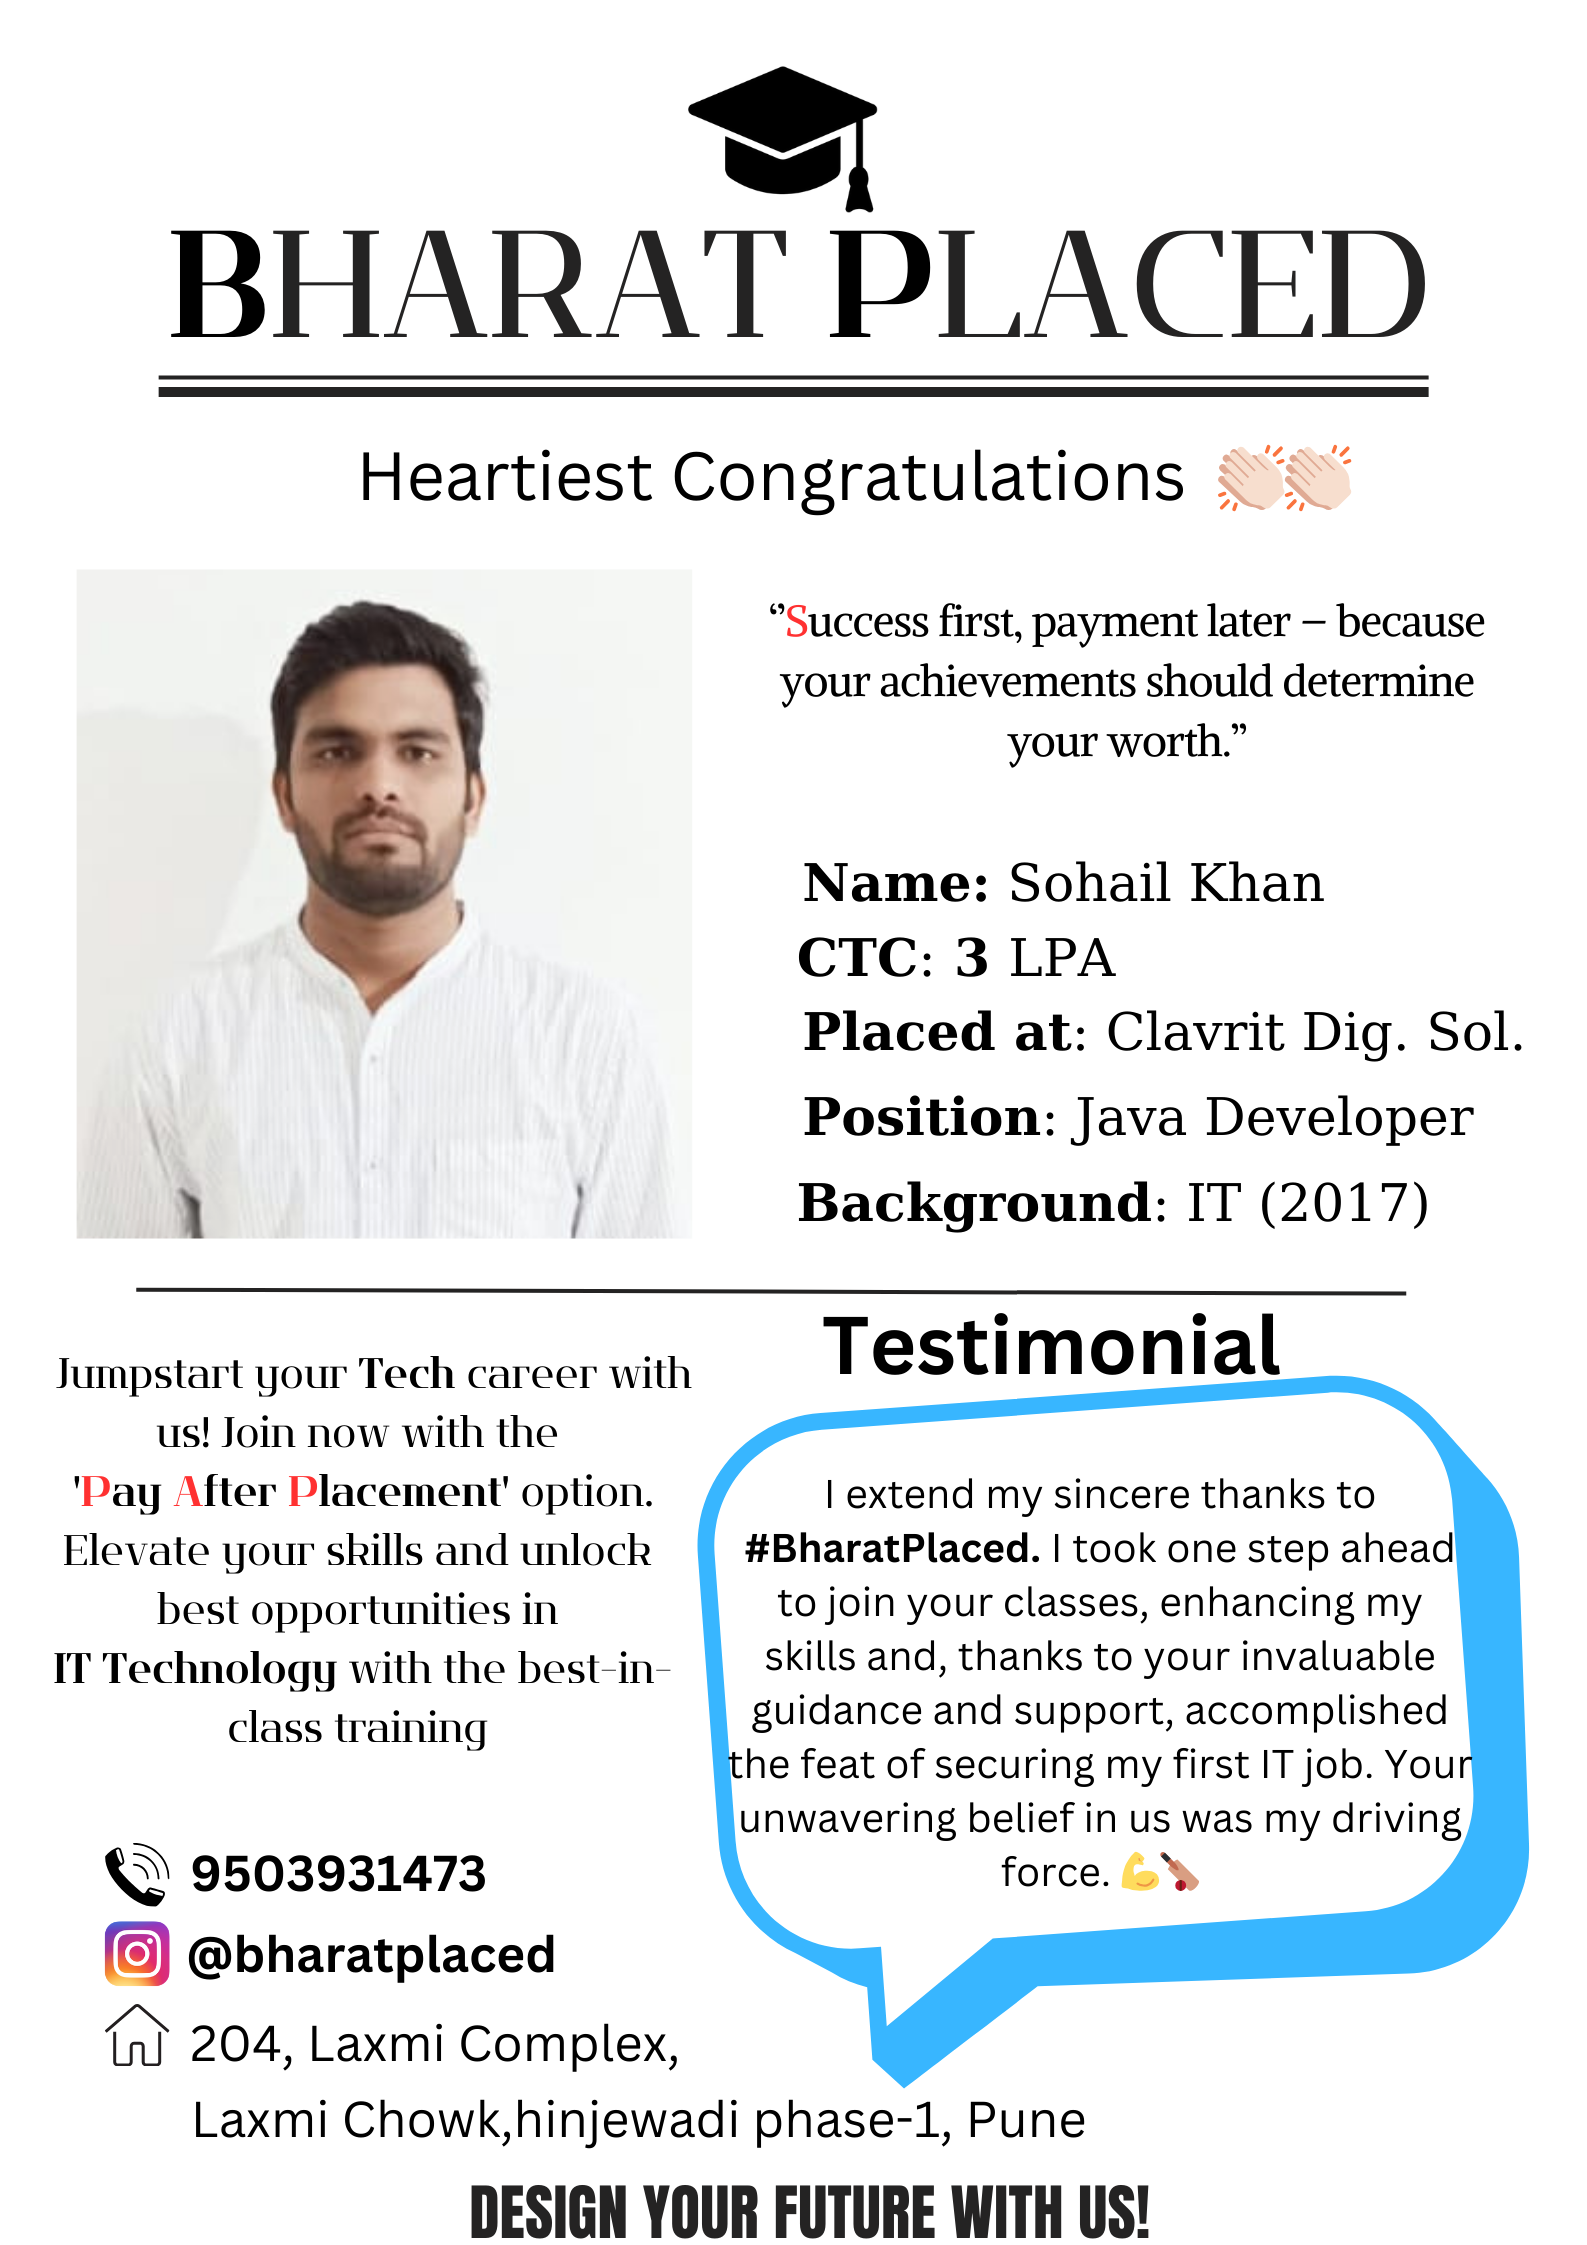 BHARAT PLACED
Heartiest Congratulations 👏🏻👏🏻
‘’Success first, payment later – because
your achievements should determine
your worth.”
Name: Sohail Khan
CTC: 3 LPA
Placed at: Clavrit Dig. Sol.
Position: Java Developer
Background: IT (2017)
Jumpstart your Tech career with
us! Join now with the
'Pay After Placement' option.
Elevate your skills and unlock
best opportunities in
IT Technology with the best-in-
class training
Testimonial
I extend my sincere thanks to
#BharatPlaced. I took one step ahead
to join your classes, enhancing my
skills and, thanks to your invaluable
guidance and support, accomplished
the feat of securing my first IT job. Your
unwavering belief in us was my driving
force. 💪🏏
9503931473
@bharatplaced
204, Laxmi Complex,
Laxmi Chowk,hinjewadi phase-1, Pune
DESIGN YOUR FUTURE WITH US!